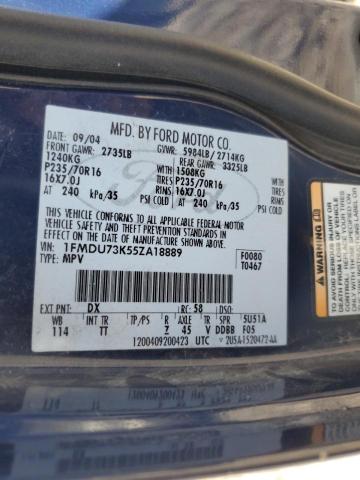 MFD. BY FORD MOTOR CO.
09/04 GVWR: 5984LB / 2714KG
FRONT GAWR: 2735LB REAR GAWR: 3325LB
1240KG 1508KG
P235/70R16 TIRES P235/70R16
16X7.0J RIMS 16X7.0J
AT 240 kPa/35 PSI COLD AT 240 kPa/35 PSI COLD
THIS VEHICLE CONFORMS TO ALL APPLICABLE FEDERAL MOTOR
VEHICLE SAFETY AND
THEFT PREVENTION STANDARDS IN EFFECT ON THE DATE OF MANUFACTURE SHOWN ABOVE.
VIN: 1FMDU73K55ZA18889 F0080
TYPE: MPV T0467
Ford
EXT PNT: DX RC: 58 5U51A
WB INT TR TP/PS R AXLE TR SPR
114 TT 7 45 V DDBB F05
1200409200423 UTC 2U5A-1520472-AA
WARNING